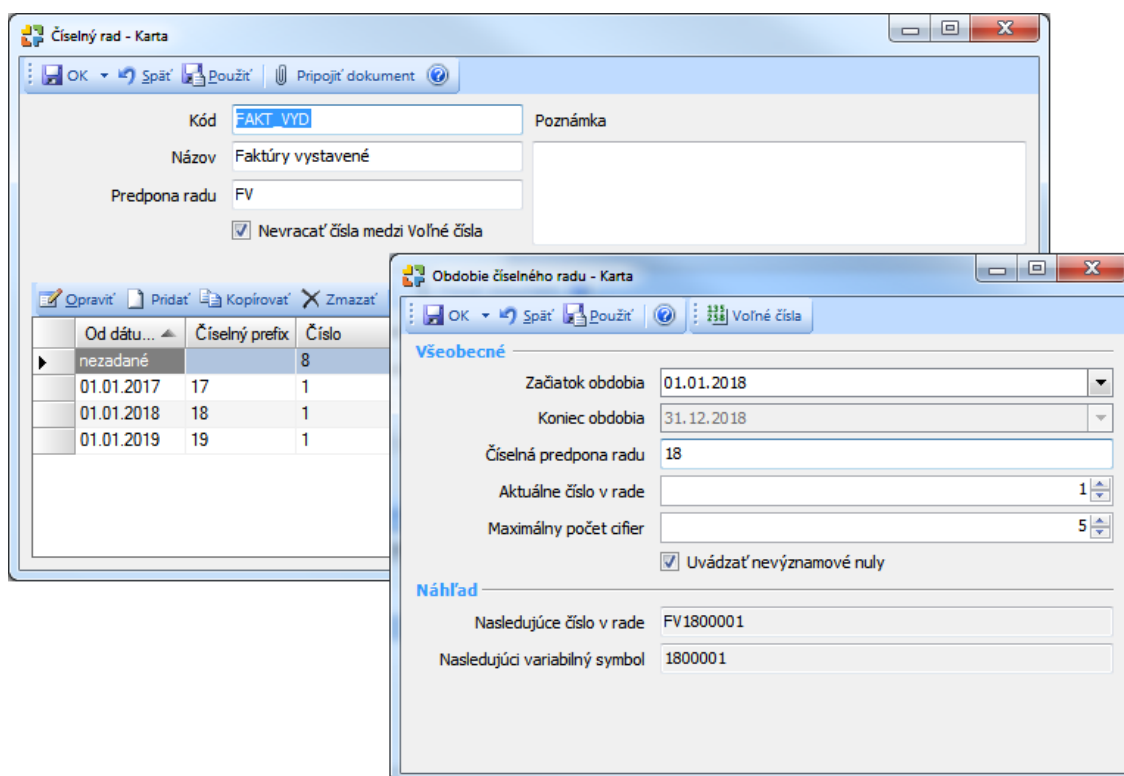 Číselný rad - Karta
OK Späť Použiť Pripojiť dokument
Kód FAKT_VYD Poznámka
Názov Faktúry vystavené
Predpona radu FV
Nevracať čísla medzi Voľné čísla
Opraviť Pridať Kopírovať Zmazať
Od dátu... Číselný prefix Číslo
nezadané 8
01.01.2017 17 1
01.01.2018 18 1
01.01.2019 19 1
Obdobie číselného radu - Karta
OK Späť Použiť Voľné čísla
Všeobecné
Začiatok obdobia 01.01.2018
Koniec obdobia 31.12.2018
Číselná predpona radu 18
Aktuálne číslo v rade 1
Maximálny počet cifier 5
Uvádzať nevýznamové nuly
Náhľad
Nasledujúce číslo v rade FV1800001
Nasledujúci variabilný symbol 1800001